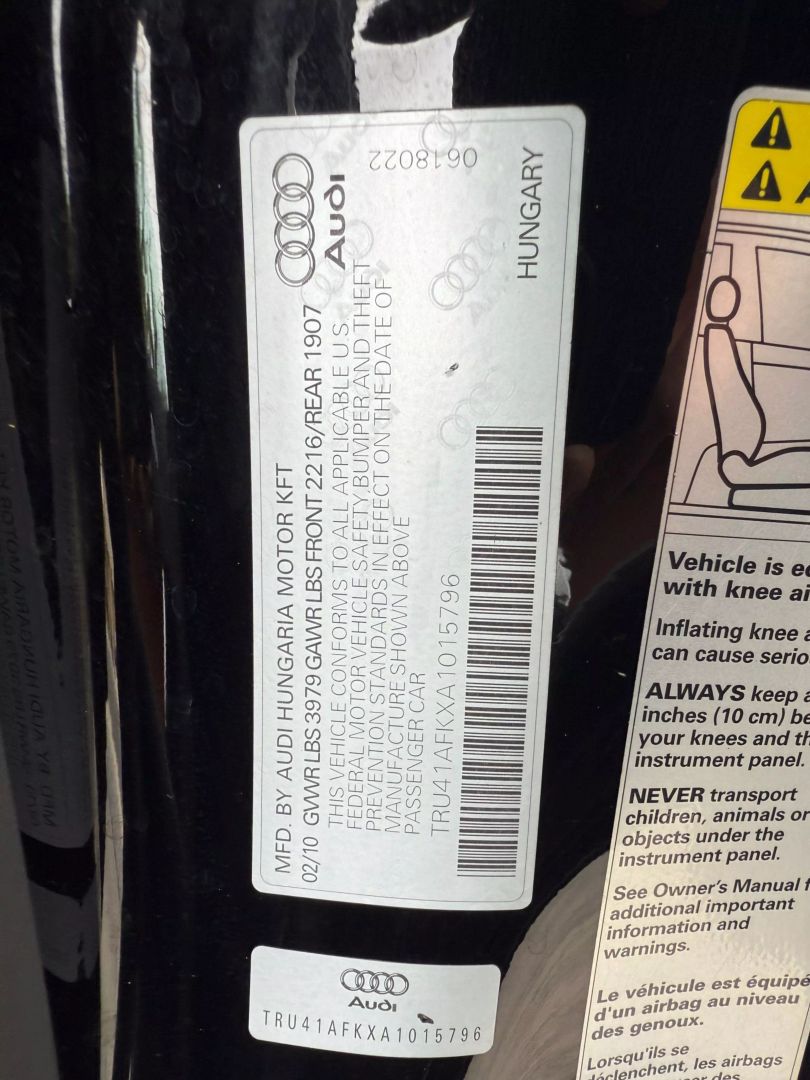 MFD. BY AUDI HUNGARIA MOTOR KFT
02/10 GVWR LBS 3979 GAWR LBS FRONT 2216/REAR 1907
THIS VEHICLE CONFORMS TO ALL APPLICABLE U.S.
FEDERAL MOTOR VEHICLE SAFETY, BUMPER AND THEFT
PREVENTION STANDARDS IN EFFECT ON THE DATE OF
MANUFACTURE SHOWN ABOVE
PASSENGER CAR
TRU41AFKXA1015796
Audi
0618022
HUNGARY
Audi
TRU41AFKXA1015796
Vehicle is
with knee
Inflating knee
can cause
ALWAYS keep
inches (10 cm)
your knees and
instrument panel.
NEVER transport
children, animals or
objects under the
instrument panel.
See Owner's Manual
additional important
information and
warnings.
Le véhicule est équipé
d'un airbag au niveau
des genoux.
Lorsqu'ils se
déclenchent, les airbags